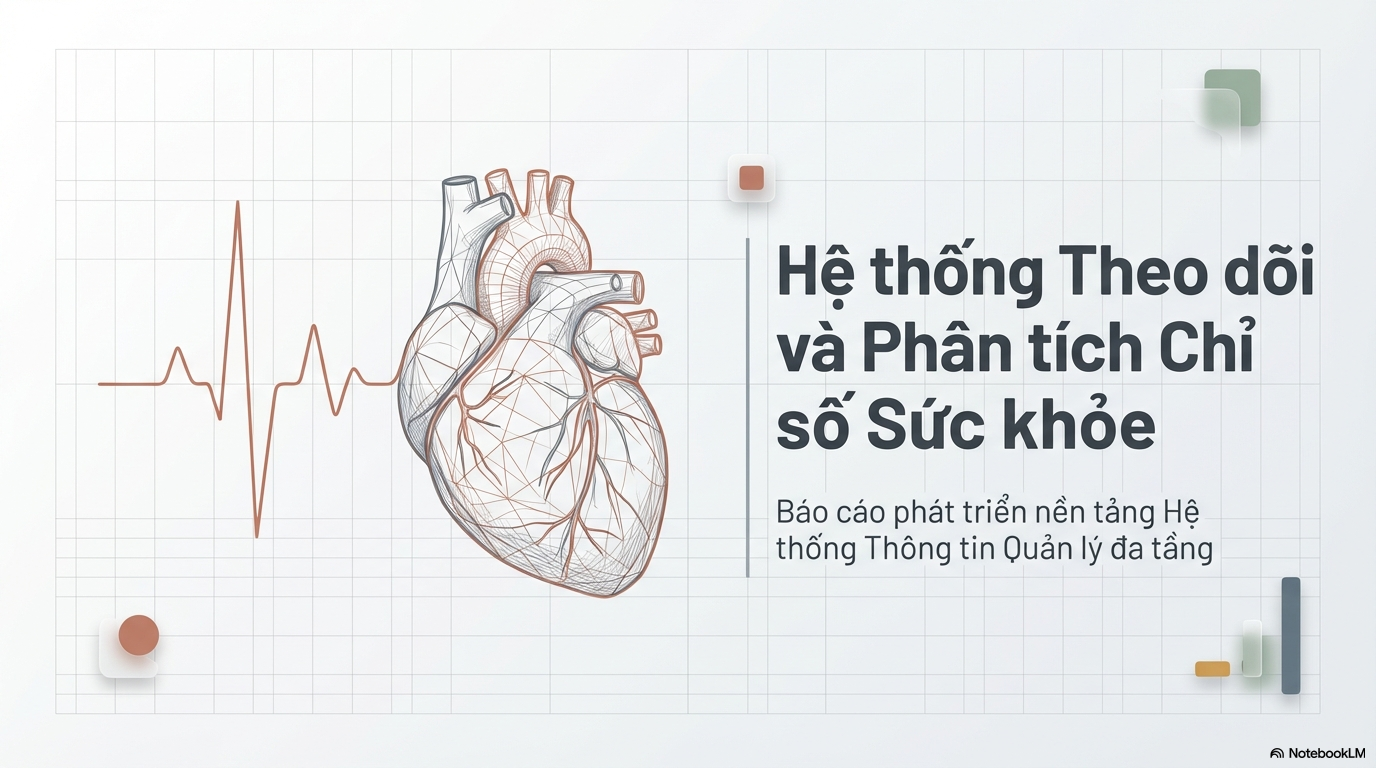 Hệ thống Theo dõi
và Phân tích Chỉ
số Sức khỏe
Báo cáo phát triển nền tảng Hệ
thống Thông tin Quản lý đa tầng
NotebookLM